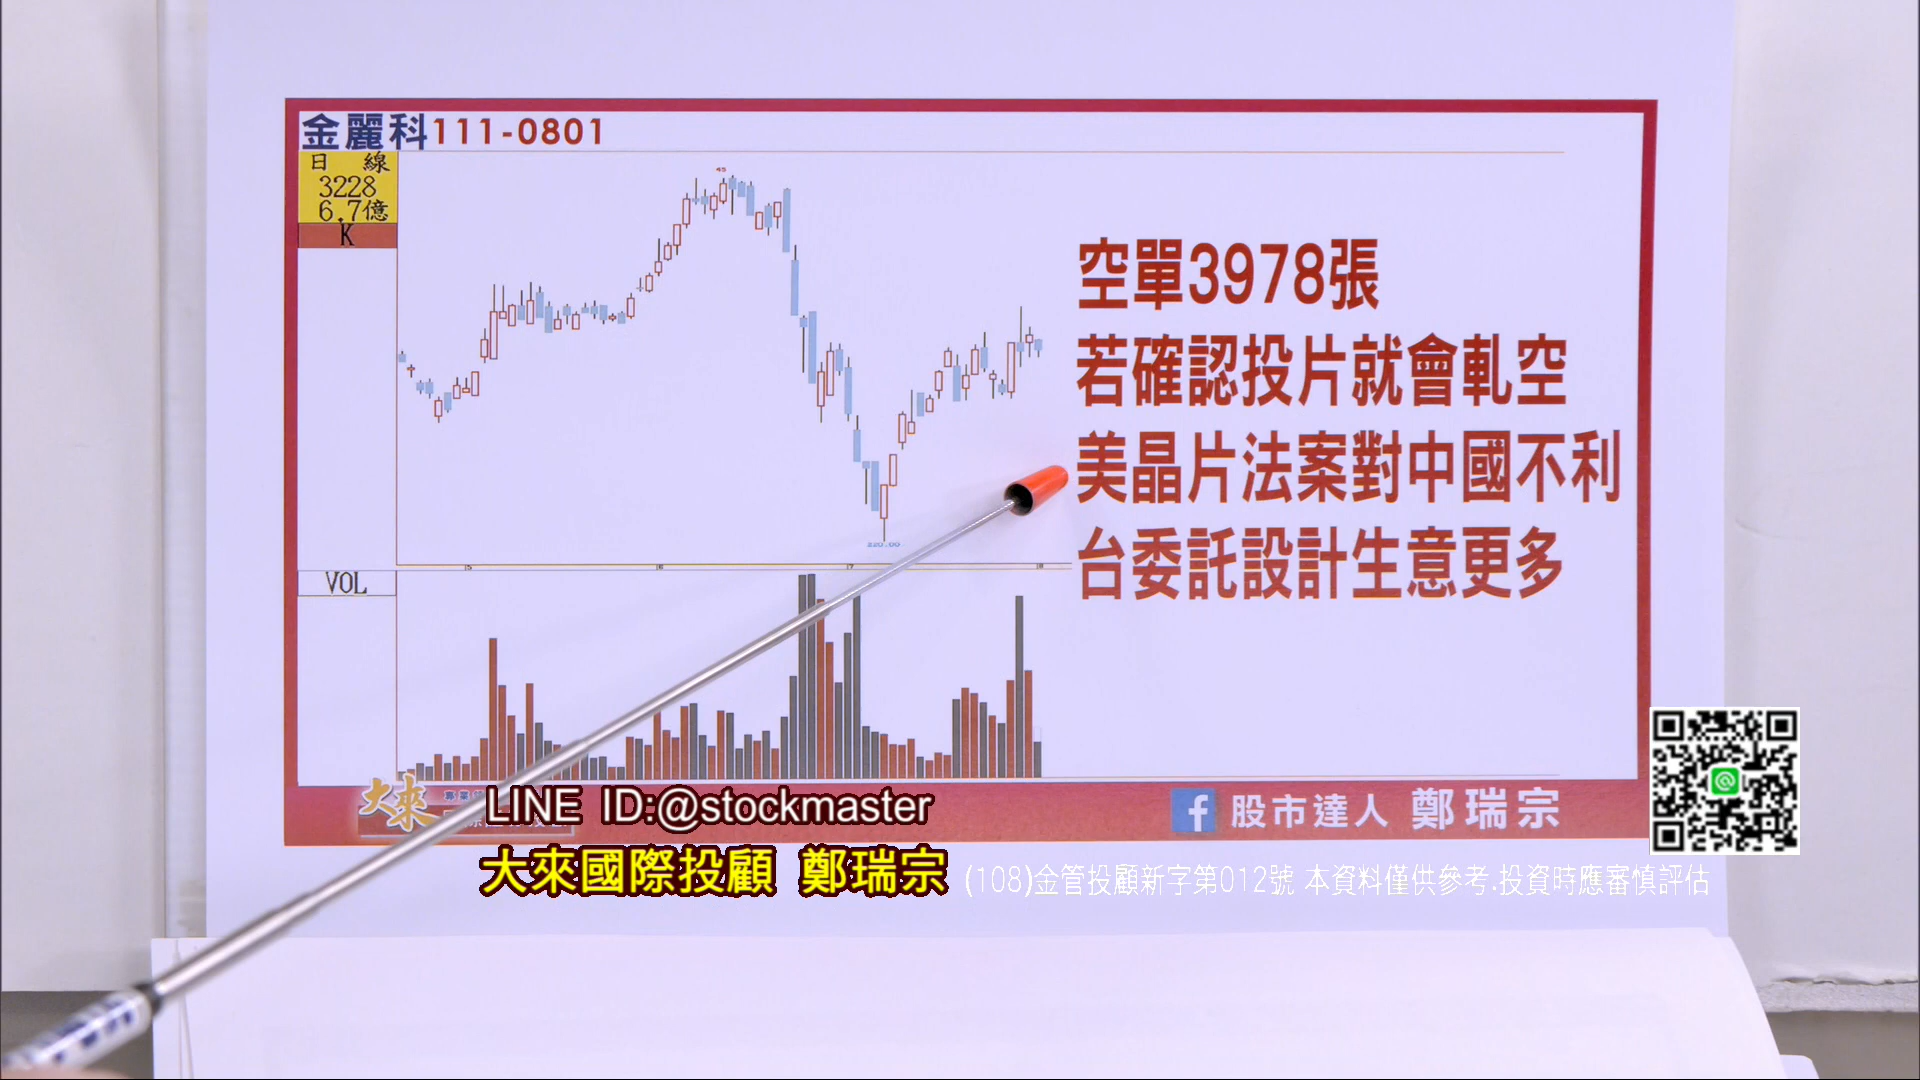 金麗科111-0801
日 線
3228
6.7億
K
空單3978張
若確認投片就會軋空
美晶片法案對中國不利
台委託設計生意更多
220.00
VOL
大來
LINE ID:@stockmaster
股市達人 鄭瑞宗
大來國際投顧 鄭瑞宗
(108)金管投顧新字第012號 本資料僅供參考.投資時應審慎評估